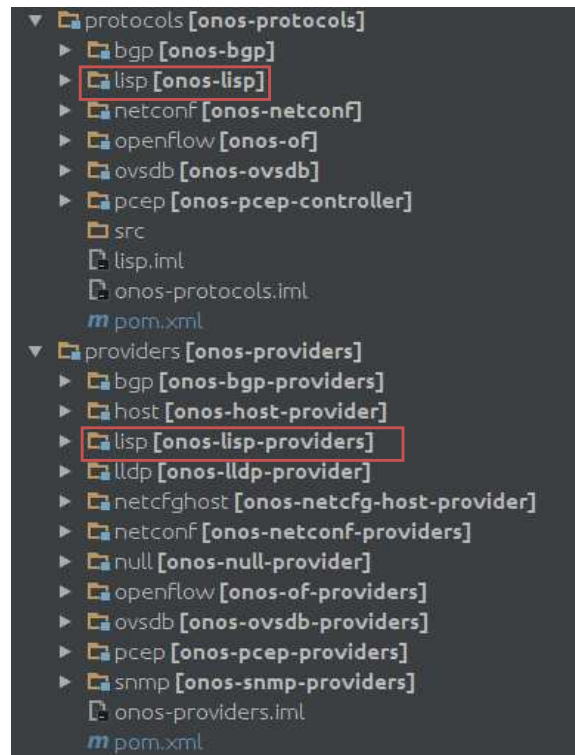 protocols [onos-protocols]
bgp [onos-bgp]
lisp [onos-lisp]
netconf [onos-netconf]
openflow [onos-of]
ovsdb [onos-ovsdb]
pcep [onos-pcep-controller]
src
lisp.iml
onos-protocols.iml
m pom.xml
providers [onos-providers]
bgp [onos-bgp-providers]
host [onos-host-provider]
lisp [onos-lisp-providers]
lldp [onos-lldp-provider]
netcfghost [onos-netcfg-host-provider]
netconf [onos-netconf-providers]
null [onos-null-provider]
openflow [onos-of-providers]
ovsdb [onos-ovsdb-providers]
pcep [onos-pcep-providers]
snmp [onos-snmp-providers]
onos-providers.iml
m pom.xml